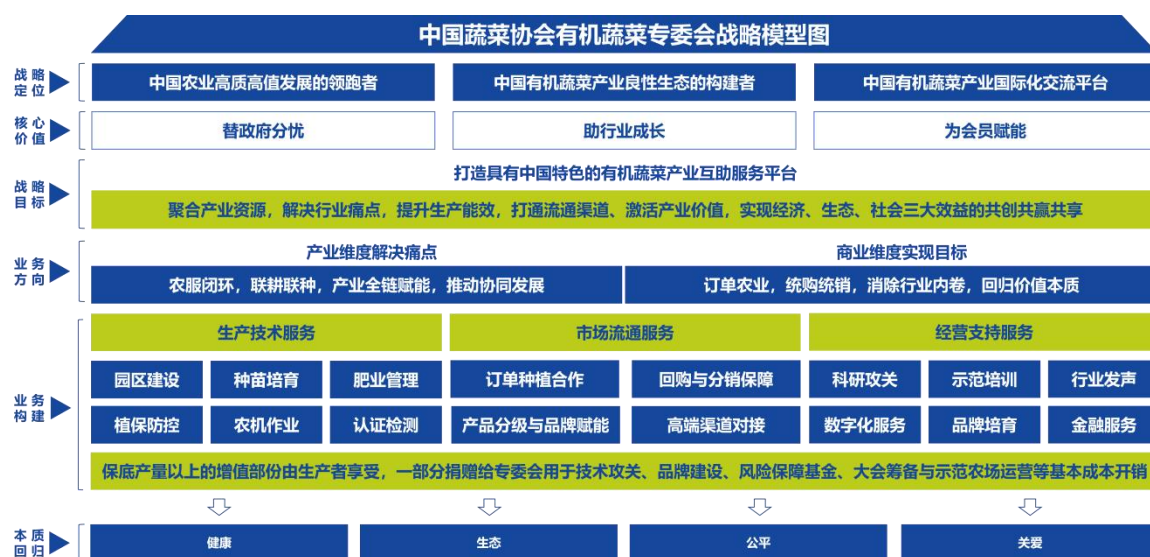 中国蔬菜协会有机蔬菜专委会战略模型图
战略
定位
中国农业高质高值发展的领跑者
中国有机蔬菜产业良性生态的构建者
中国有机蔬菜产业国际化交流平台
核心
价值
替政府分忧
助行业成长
为会员赋能
战略
目标
打造具有中国特色的有机蔬菜产业互助服务平台
聚合产业资源，解决行业痛点，提升生产能效，打通流通渠道、激活产业价值，实现经济、生态、社会三大效益的共创共赢共享
业务
方向
产业维度解决痛点
商业维度实现目标
农服闭环，联耕联种，产业全链赋能，推动协同发展
订单农业，统购统销，消除行业内卷，回归价值本质
业务
构建
生产技术服务
市场流通服务
经营支持服务
园区建设
种苗培育
肥业管理
订单种植合作
回购与分销保障
科研攻关
示范培训
行业发声
植保防控
农机作业
认证检测
产品分级与品牌赋能
高端渠道对接
数字化服务
品牌培育
金融服务
保底产量以上的增值部份由生产者享受，一部分捐赠给专委会用于技术攻关、品牌建设、风险保障基金、大会筹备与示范农场运营等基本成本开销
本质
回归
健康
生态
公平
关爱